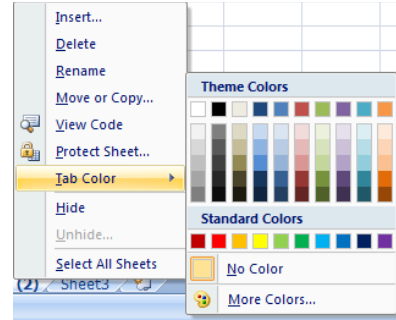 Insert...
Delete
Rename
Move or Copy...
View Code
Protect Sheet...
Tab Color
Hide
Unhide...
Select All Sheets
Theme Colors
Standard Colors
No Color
More Colors...
(2) Sheet3